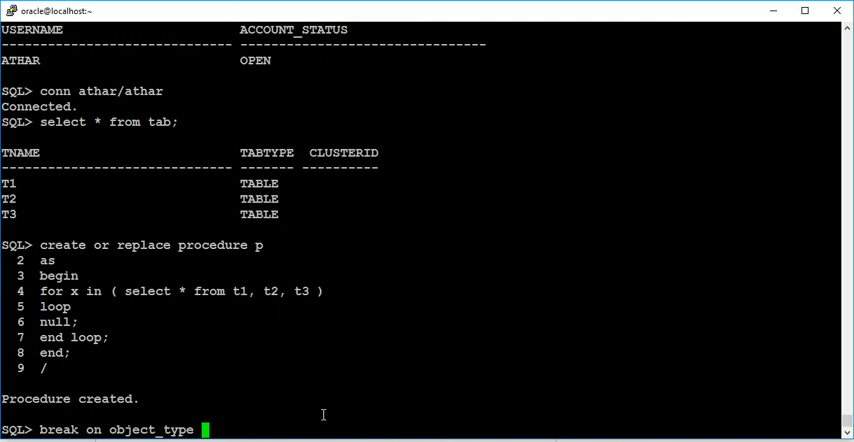 oracle@localhost:~
USERNAME                       ACCOUNT_STATUS
------------------------------ --------------------------------
ATHAR                          OPEN
SQL> conn athar/athar
Connected.
SQL> select * from tab;
TNAME                          TABTYPE  CLUSTERID
------------------------------ ------- ----------
T1                             TABLE
T2                             TABLE
T3                             TABLE
SQL> create or replace procedure p
  2  as
  3  begin
  4  for x in ( select * from t1, t2, t3 )
  5  loop
  6  null;
  7  end loop;
  8  end;
  9  /
Procedure created.
SQL> break on object_type